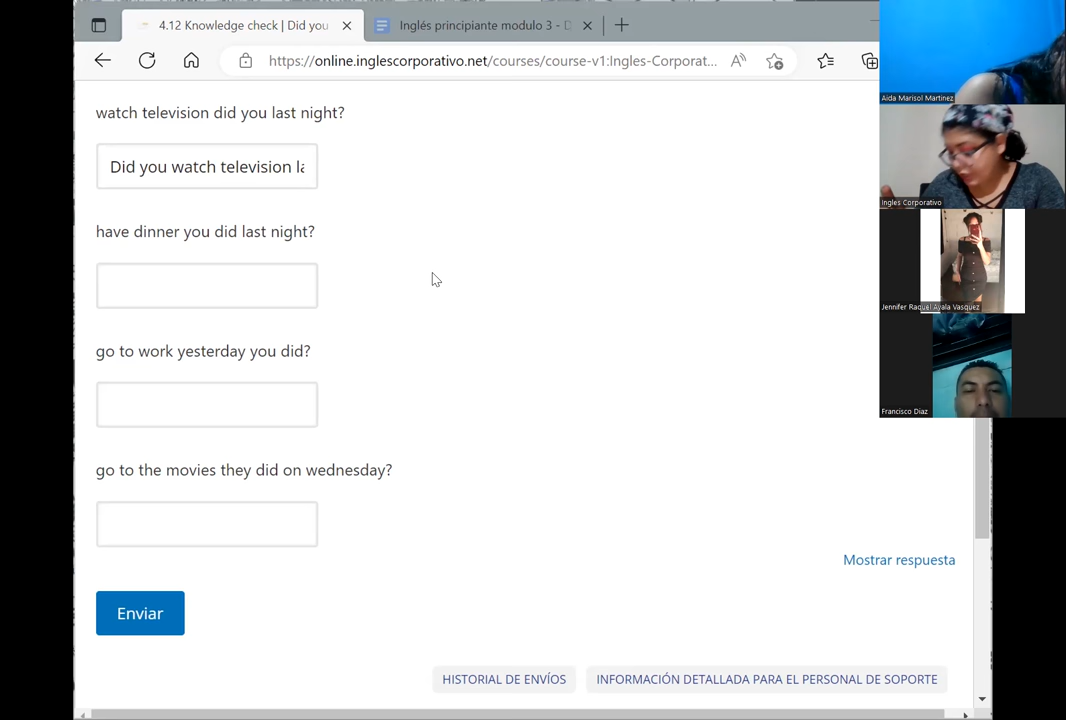 4.12 Knowledge check | Did you
Inglés principiante modulo 3 - D
https://online.inglescorporativo.net/courses/course-v1:Ingles-Corporat...
watch television did you last night?
Did you watch television la
have dinner you did last night?
go to work yesterday you did?
go to the movies they did on wednesday?
Mostrar respuesta
Enviar
HISTORIAL DE ENVÍOS
INFORMACIÓN DETALLADA PARA EL PERSONAL DE SOPORTE
Aida Marisol Martinez
Ingles Corporativo
Jennifer Raquel Ayala Vasquez
Francisco Diaz